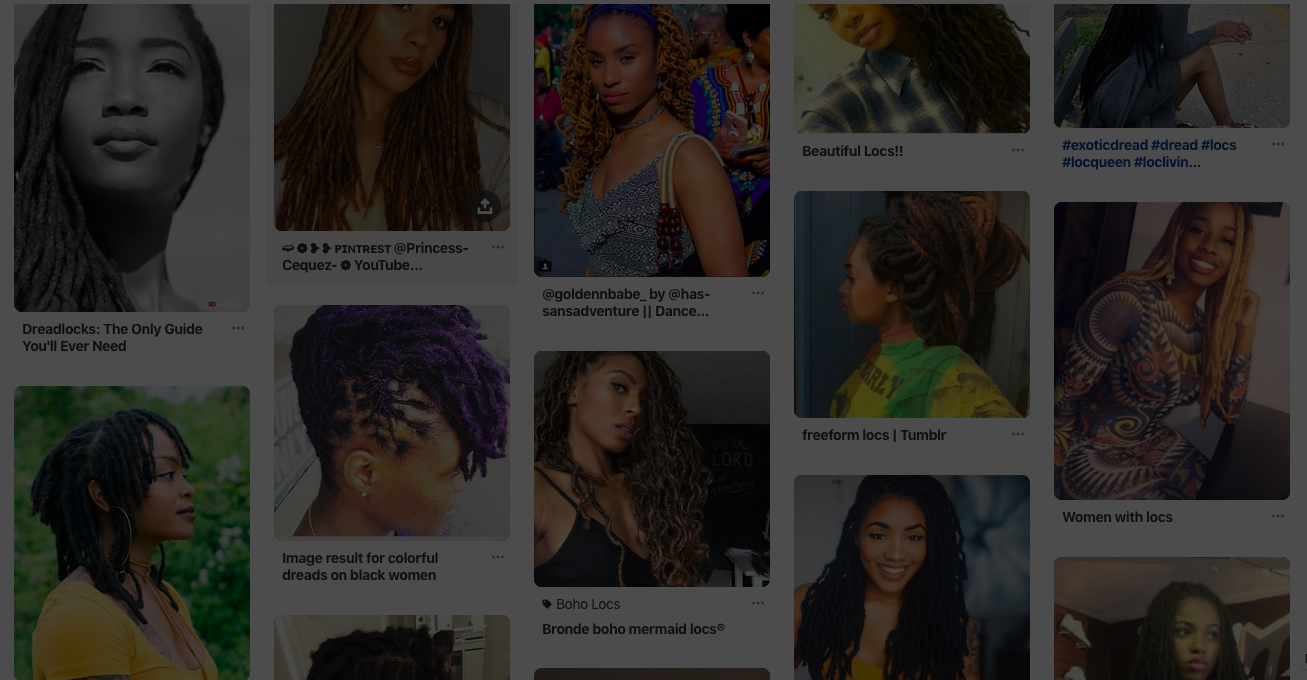 Dreadlocks: The Only Guide
You'll Ever Need
PINTREST @Princess-
Cequez- ❁ YouTube...
Image result for colorful
dreads on black women
@goldennbabe_ by @has-
sansadventure || Dance...
LORD
Boho Locs
Bronde boho mermaid locs®
Beautiful Locs!!
MARLEY
freeform locs | Tumblr
#exoticdread #dread #locs
#locqueen #loclivin...
Women with locs